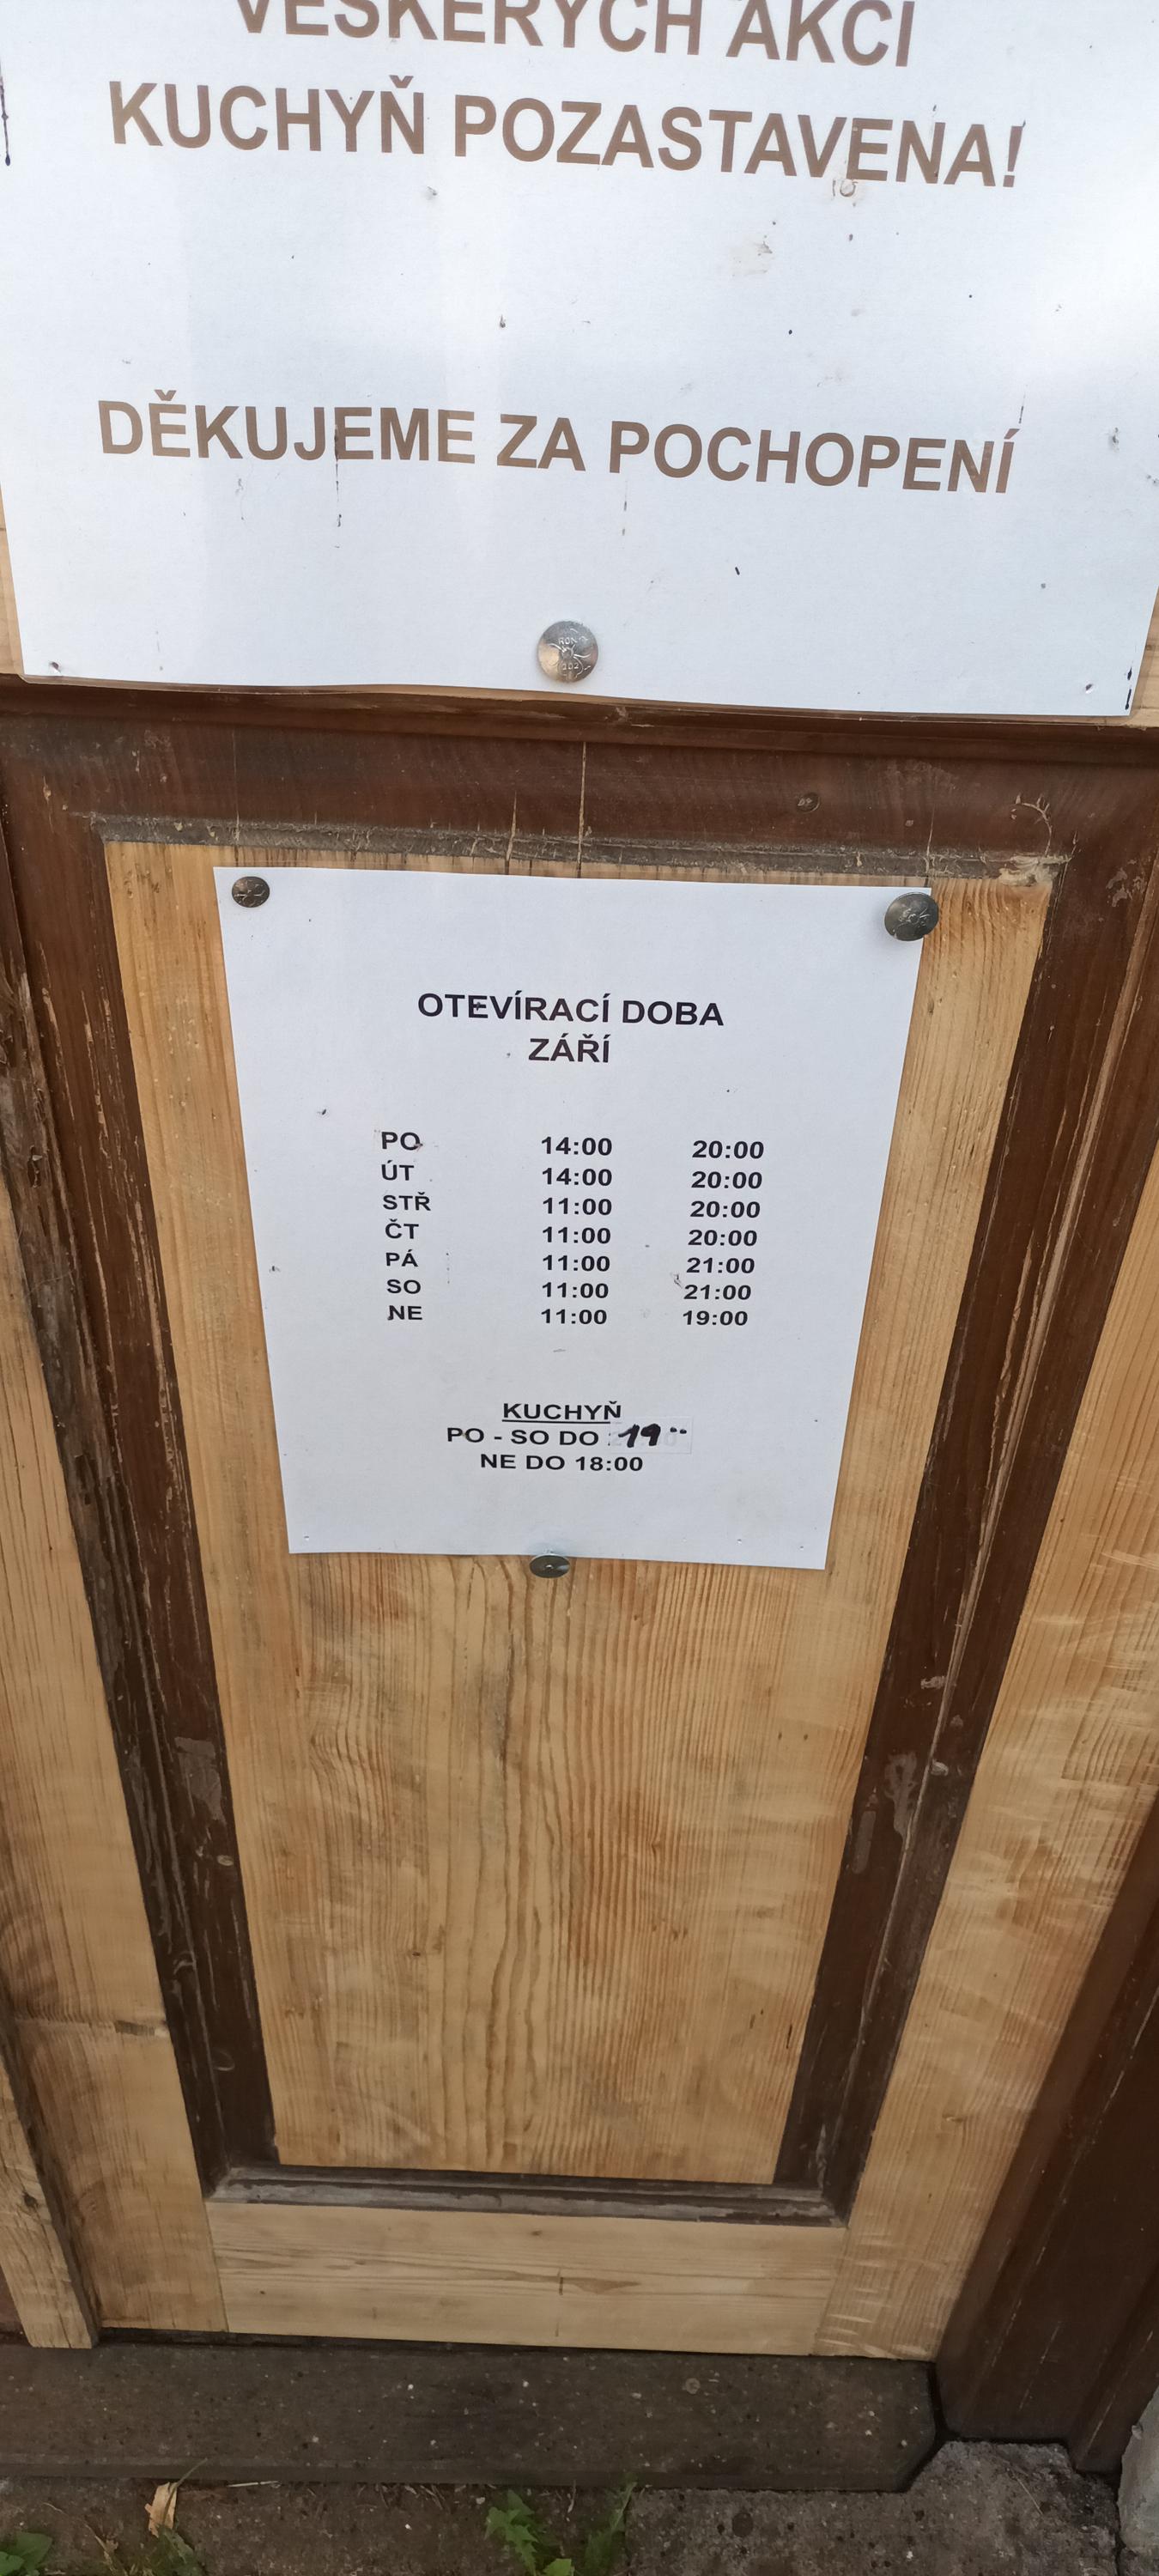 VEŠKERÝCH AKCÍ
KUCHYŇ POZASTAVENA!
DĚKUJEME ZA POCHOPENÍ
OTEVÍRACÍ DOBA
ZÁŘÍ
PO 14:00 20:00
ÚT 14:00 20:00
STŘ 11:00 20:00
ČT 11:00 20:00
PÁ 11:00 21:00
SO 11:00 21:00
NE 11:00 19:00
KUCHYŇ
PO - SO DO 19
NE DO 18:00